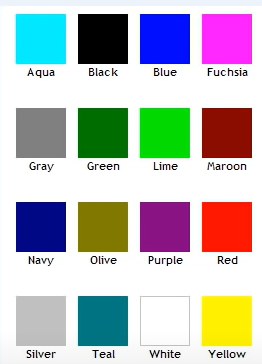 Aqua Black Blue Fuchsia
Gray Green Lime Maroon
Navy Olive Purple Red
Silver Teal White Yellow